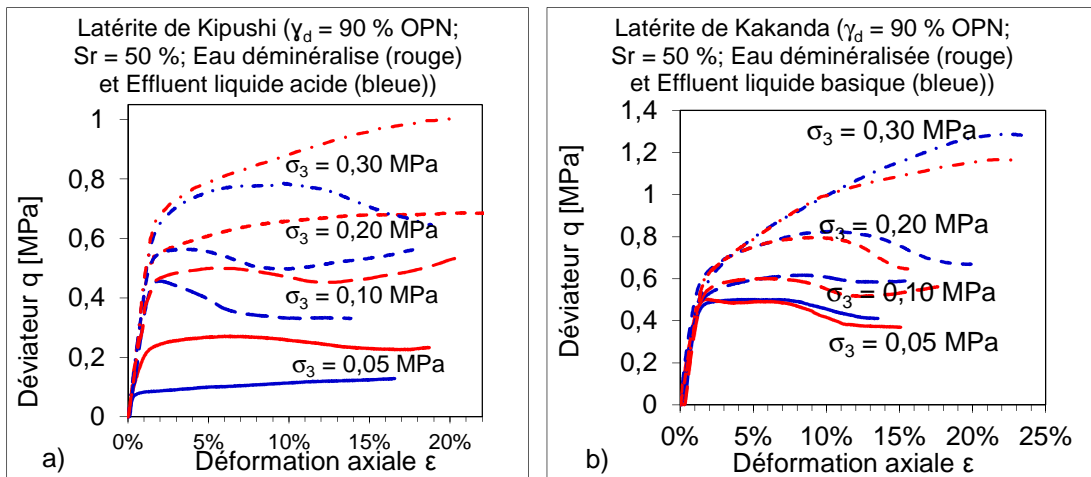 Latérite de Kipushi (ɣd = 90 % OPN;
Sr = 50 %; Eau déminéralise (rouge)
et Effluent liquide acide (bleue))
Déviateur q [MPa]
1
0,8
0,6
0,4
0,2
0
σ3 = 0,30 MPa
σ3 = 0,20 MPa
σ3 = 0,10 MPa
σ3 = 0,05 MPa
0% 5% 10% 15% 20%
Déformation axiale ε
a)
Latérite de Kakanda (γd = 90 % OPN;
Sr = 50 %; Eau déminéralisée (rouge)
et Effluent liquide basique (bleue))
Déviateur q [MPa]
1,4
1,2
1
0,8
0,6
0,4
0,2
0
σ3 = 0,30 MPa
σ3 = 0,20 MPa
σ3 = 0,10 MPa
σ3 = 0,05 MPa
0% 5% 10% 15% 20% 25%
Déformation axiale ε
b)